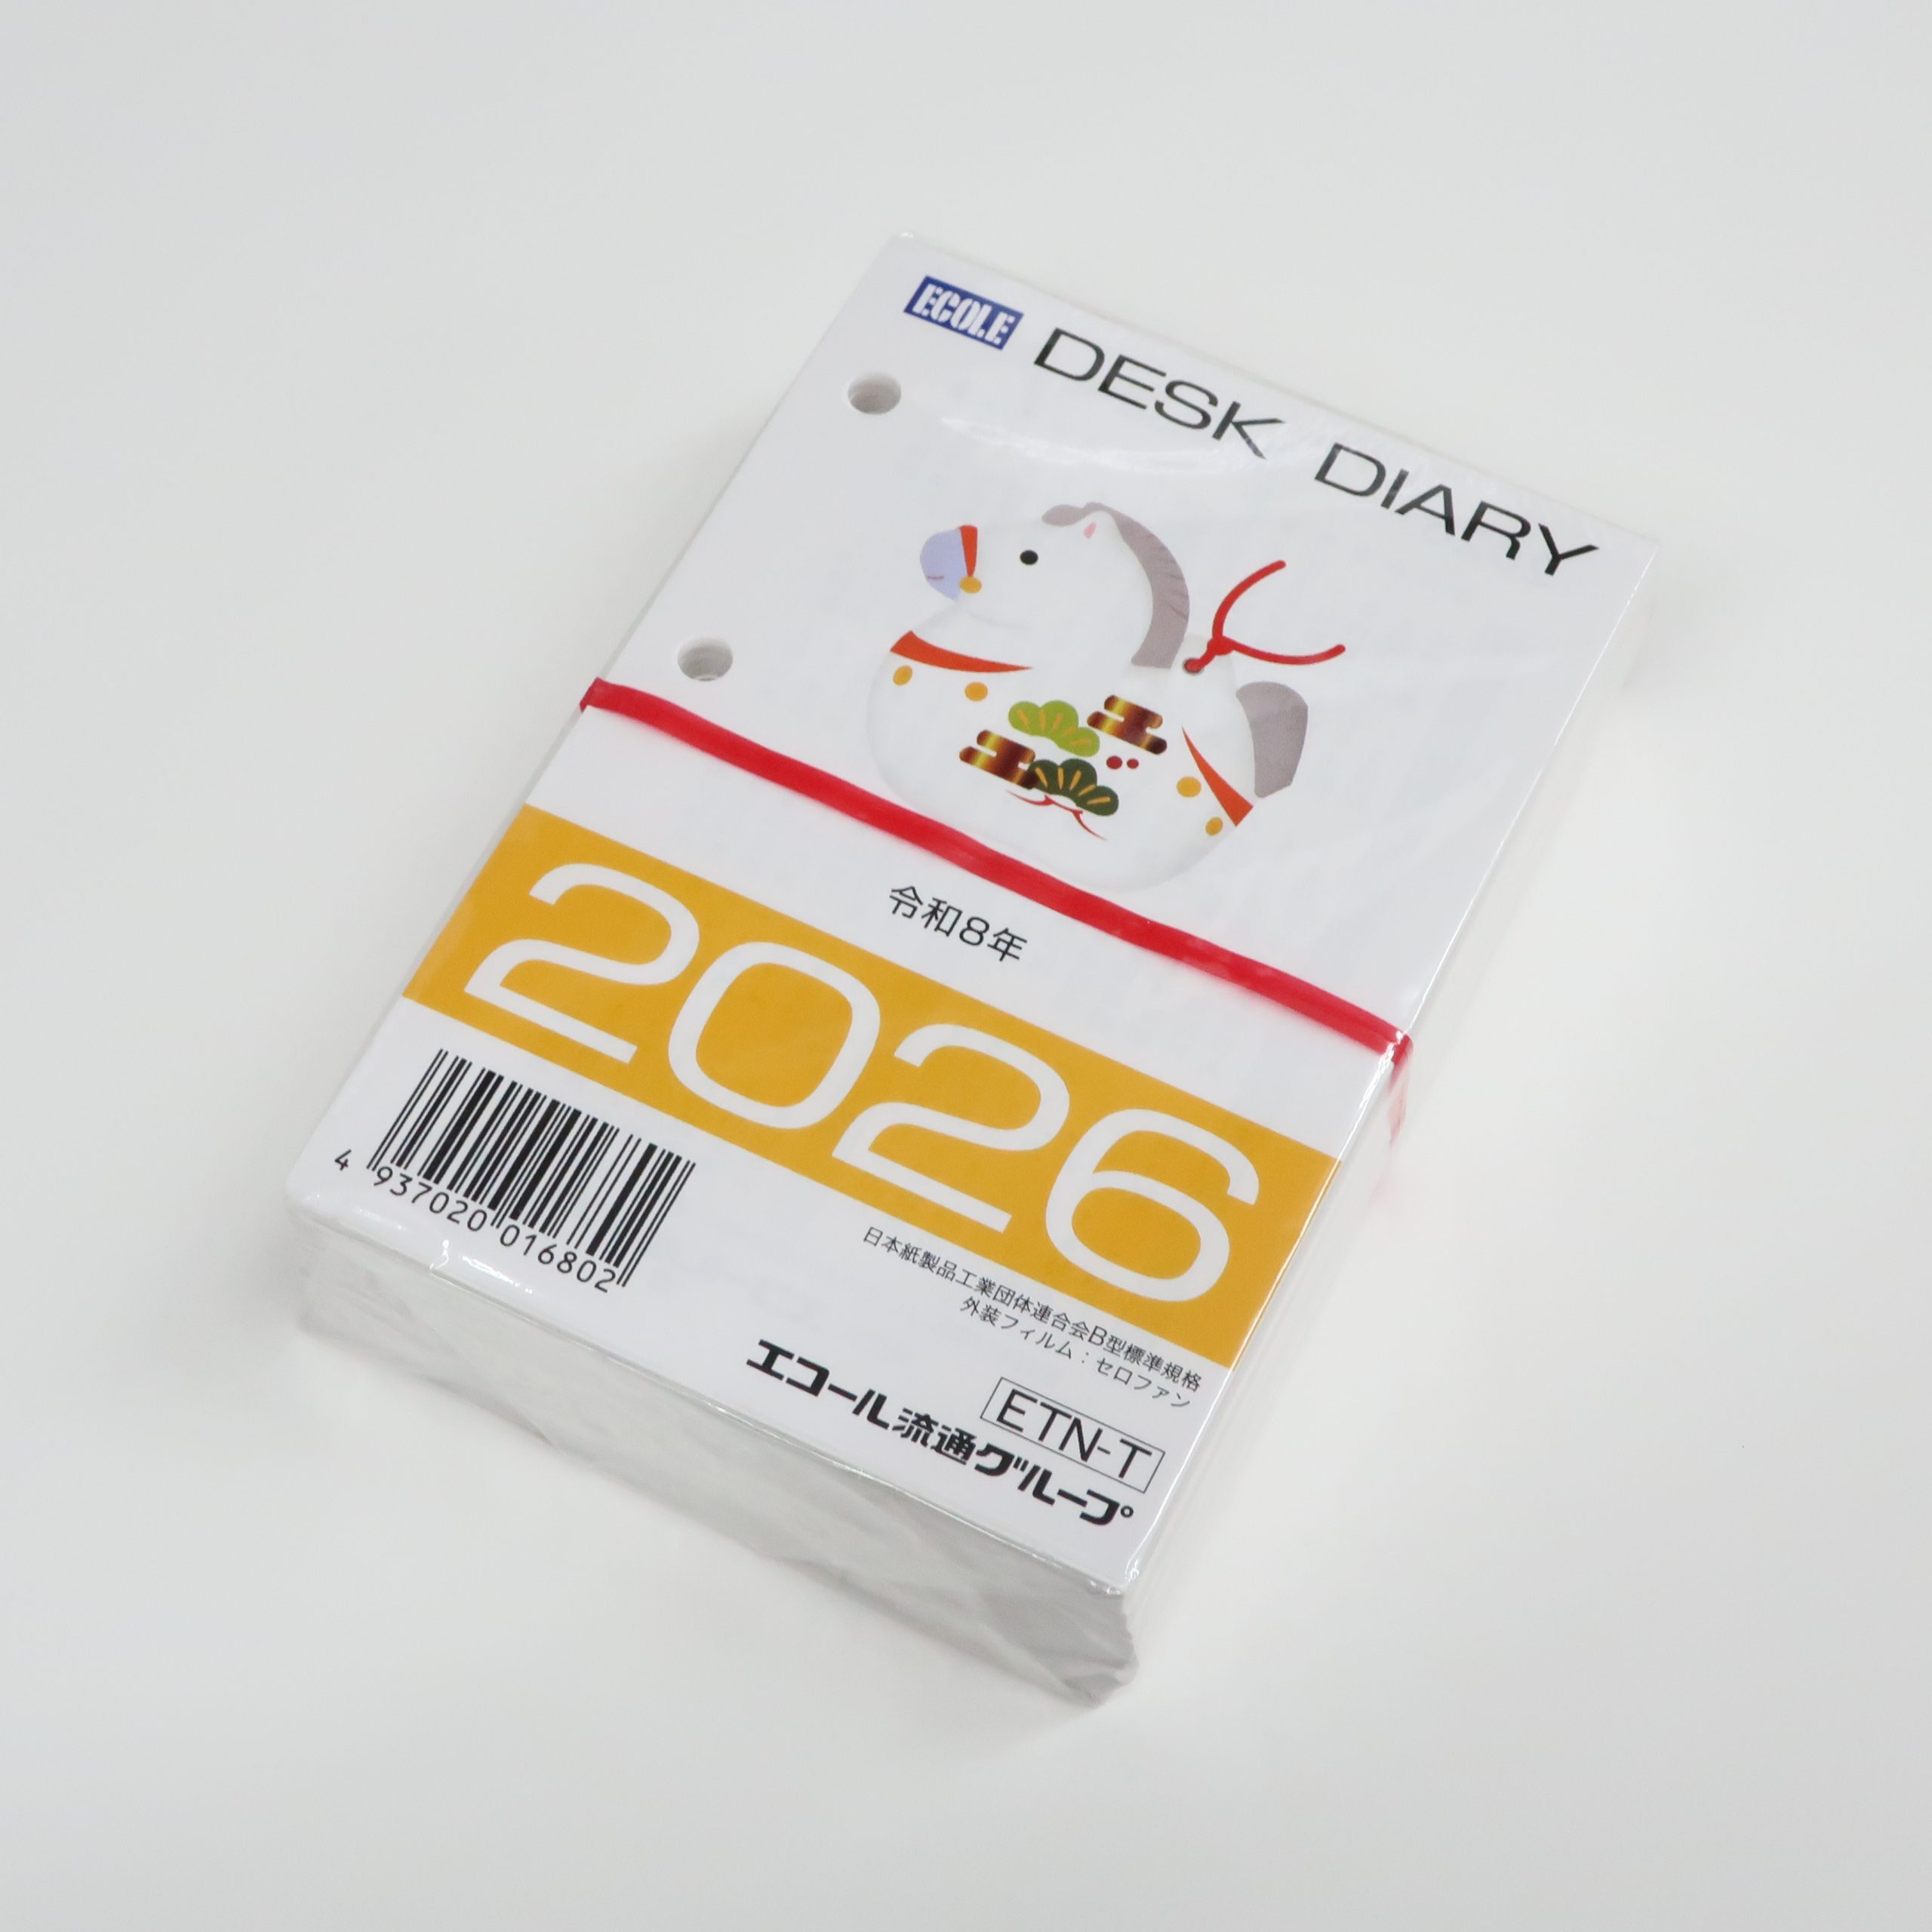 ECOLE
DESK DIARY
令和8年
2026
4 937020 016802
日本紙製品工業団体連合会B型標準規格
外装フィルム：セロファン
ETN-T
エコール流通グループ